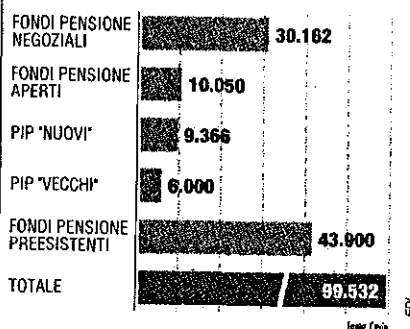 FONDI PENSIONE
NEGOZIALI
30.162
FONDI PENSIONE
APERTI
10.050
PIP "NUOVI"
9.366
PIP "VECCHI"
6.000
FONDI PENSIONE
PREESISTENTI
43.900
TOTALE
99.532